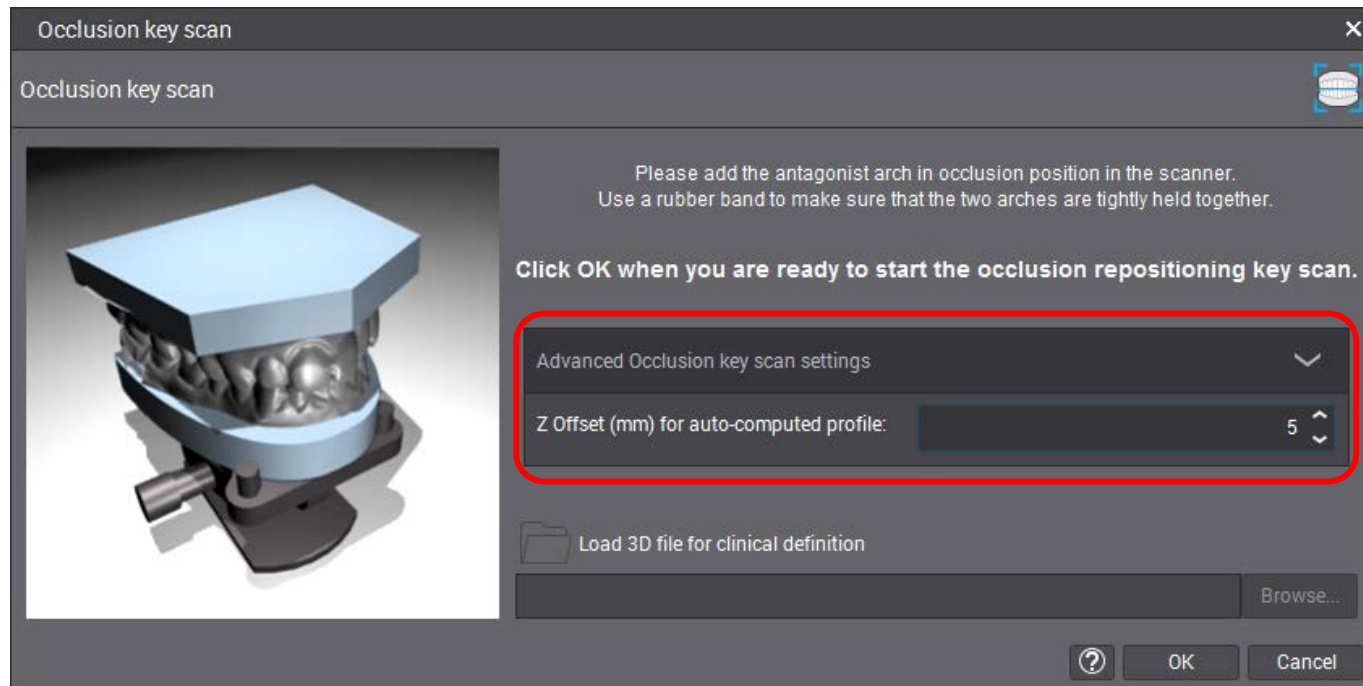 Occlusion key scan
Occlusion key scan
Please add the antagonist arch in occlusion position in the scanner.
Use a rubber band to make sure that the two arches are tightly held together.
Click OK when you are ready to start the occlusion repositioning key scan.
Advanced Occlusion key scan settings
Z Offset (mm) for auto-computed profile: 5
Load 3D file for clinical definition
Browse...
? OK Cancel